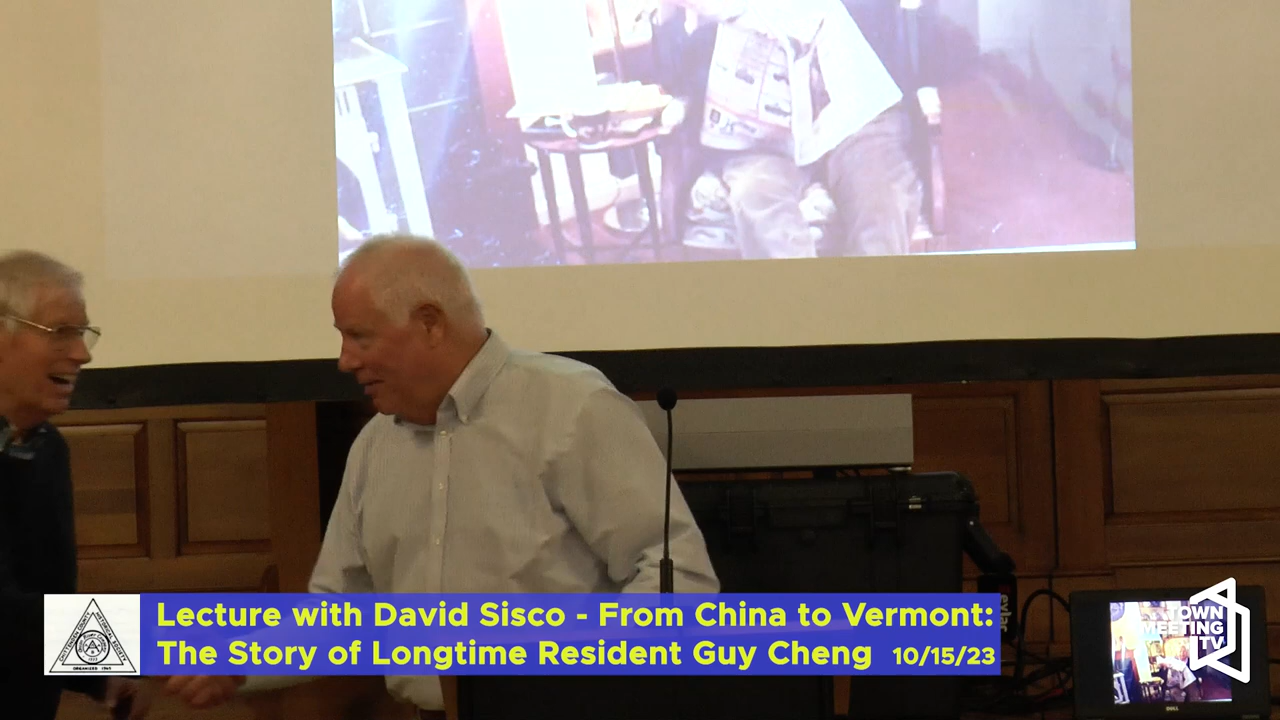 Lecture with David Sisco - From China to Vermont:
The Story of Longtime Resident Guy Cheng 10/15/23
TOWN
MEETING
TV
DELL